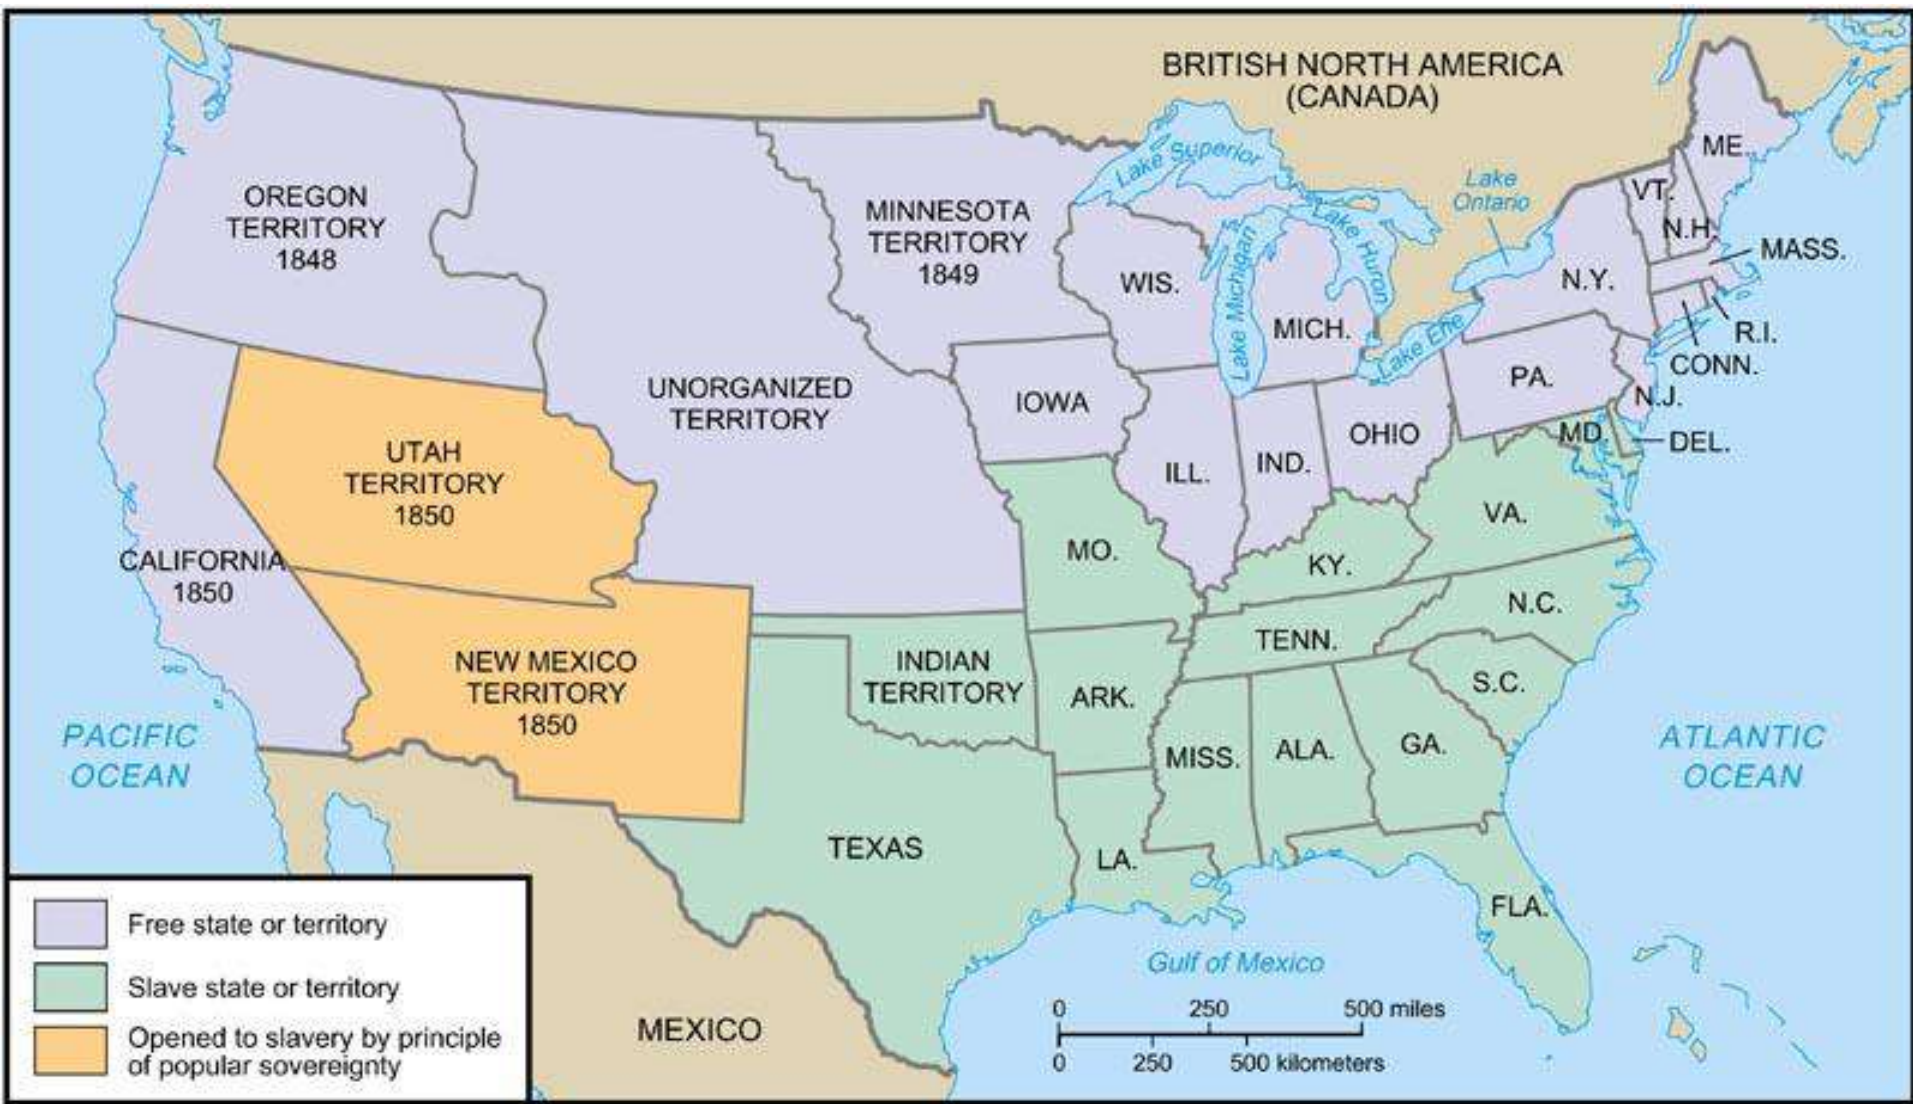 BRITISH NORTH AMERICA
(CANADA)
ME.
Lake Superior
Lake
Ontario
VT.
N.H.
MASS.
OREGON
TERRITORY
1848
MINNESOTA
TERRITORY
1849
WIS.
Lake Michigan
Lake Huron
MICH.
Lake Erie
N.Y.
R.I.
CONN.
PA.
N.J.
UNORGANIZED
TERRITORY
IOWA
ILL.
IND.
OHIO
MD.
DEL.
UTAH
TERRITORY
1850
CALIFORNIA
1850
MO.
KY.
VA.
N.C.
TENN.
NEW MEXICO
TERRITORY
1850
INDIAN
TERRITORY
ARK.
S.C.
PACIFIC
OCEAN
MISS.
ALA.
GA.
ATLANTIC
OCEAN
TEXAS
LA.
FLA.
Gulf of Mexico
MEXICO
0 250 500 miles
0 250 500 kilometers
Free state or territory
Slave state or territory
Opened to slavery by principle
of popular sovereignty